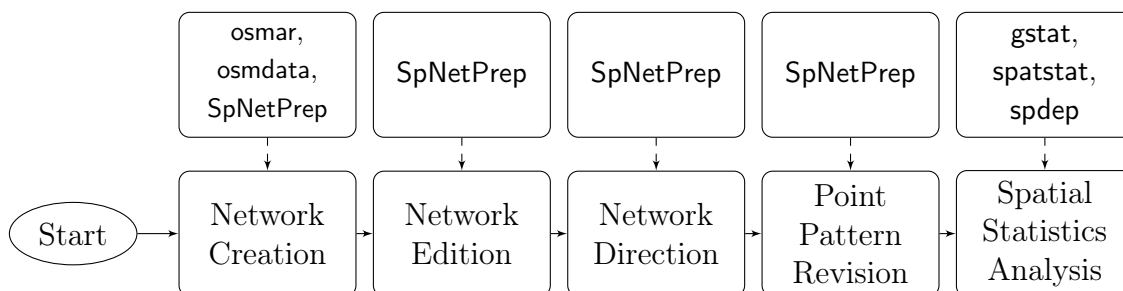 osmar,
osmdata,
SpNetPrep
SpNetPrep
SpNetPrep
SpNetPrep
gstat,
spatstat,
spdep
Start
Network
Creation
Network
Edition
Network
Direction
Point
Pattern
Revision
Spatial
Statistics
Analysis